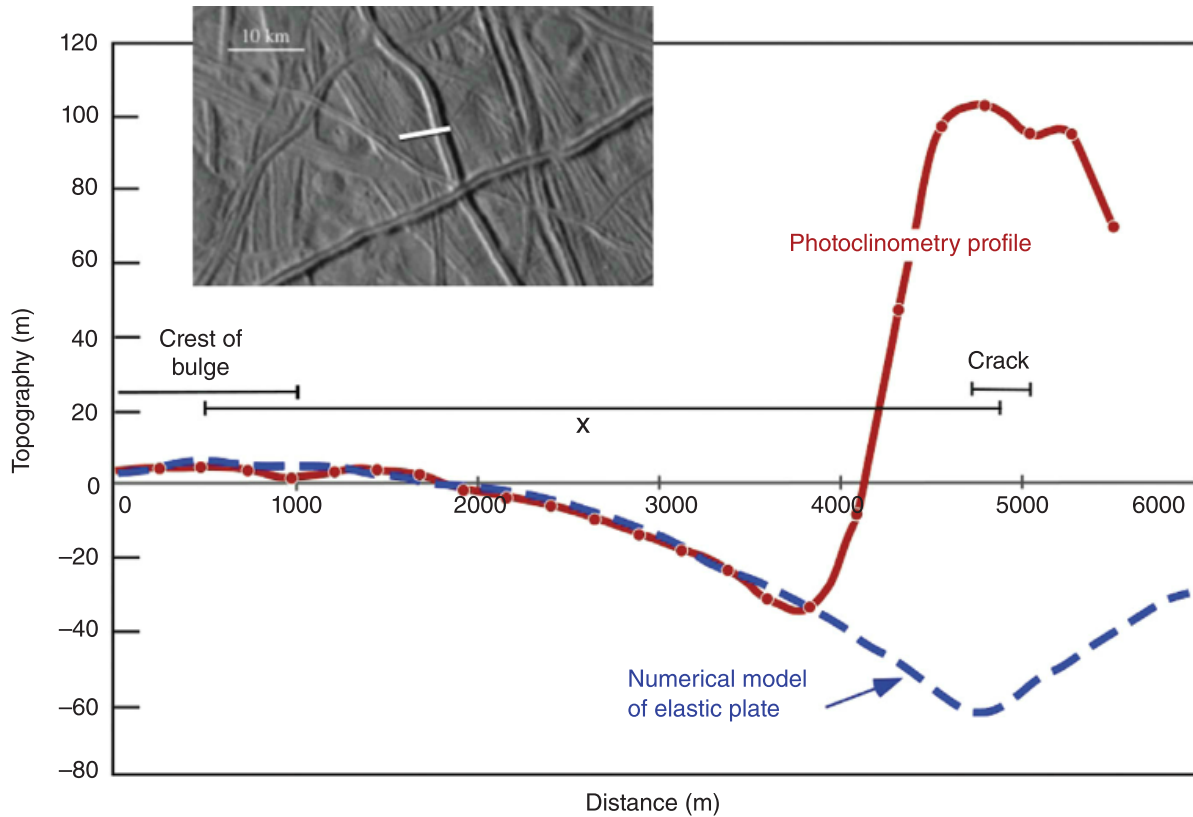 10 km
120
100
80
60
40
20
0
–20
–40
–60
–80
Topography (m)
Crest of
bulge
x
Photoclinometry profile
Crack
0
1000
2000
3000
4000
5000
6000
Numerical model
of elastic plate
Distance (m)